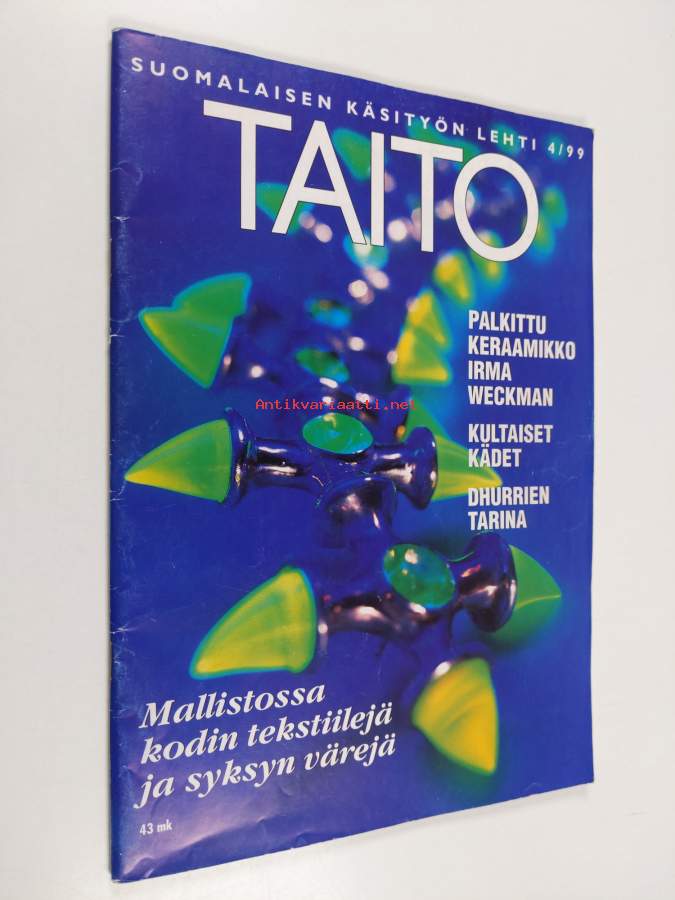 SUOMALAISEN KÄSITYÖN LEHTI 4/99
TAITO
PALKITTU
KERAAMIKKO
IRMA
WECKMAN
Antikvariaatti.net
KULTAISET
KÄDET
DHURRIEN
TARINA
Mallistossa
kodin tekstiilejä
ja syksyn värejä
43 mk